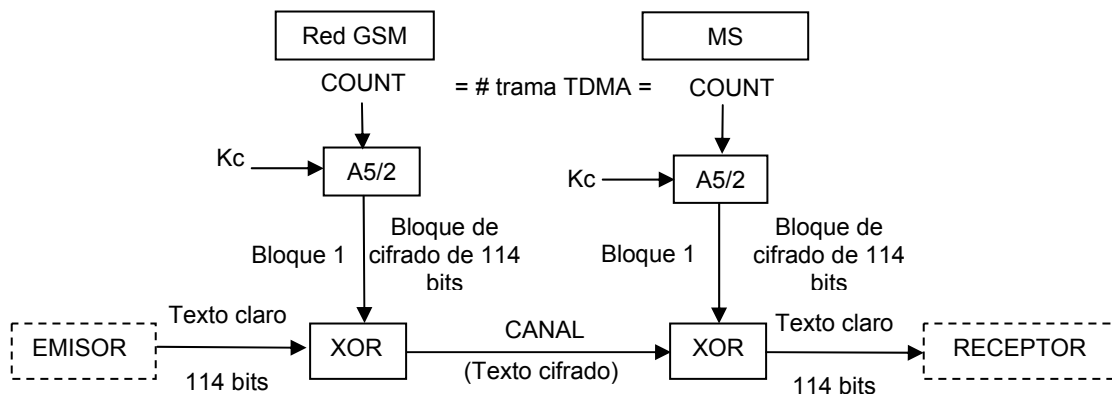 Red GSM
MS
COUNT
= # trama TDMA =
COUNT
Kc
A5/2
Kc
A5/2
Bloque 1
Bloque de
cifrado de 114
bits
Bloque 1
Bloque de
cifrado de 114
bits
EMISOR
Texto claro
114 bits
XOR
CANAL
(Texto cifrado)
XOR
Texto claro
114 bits
RECEPTOR